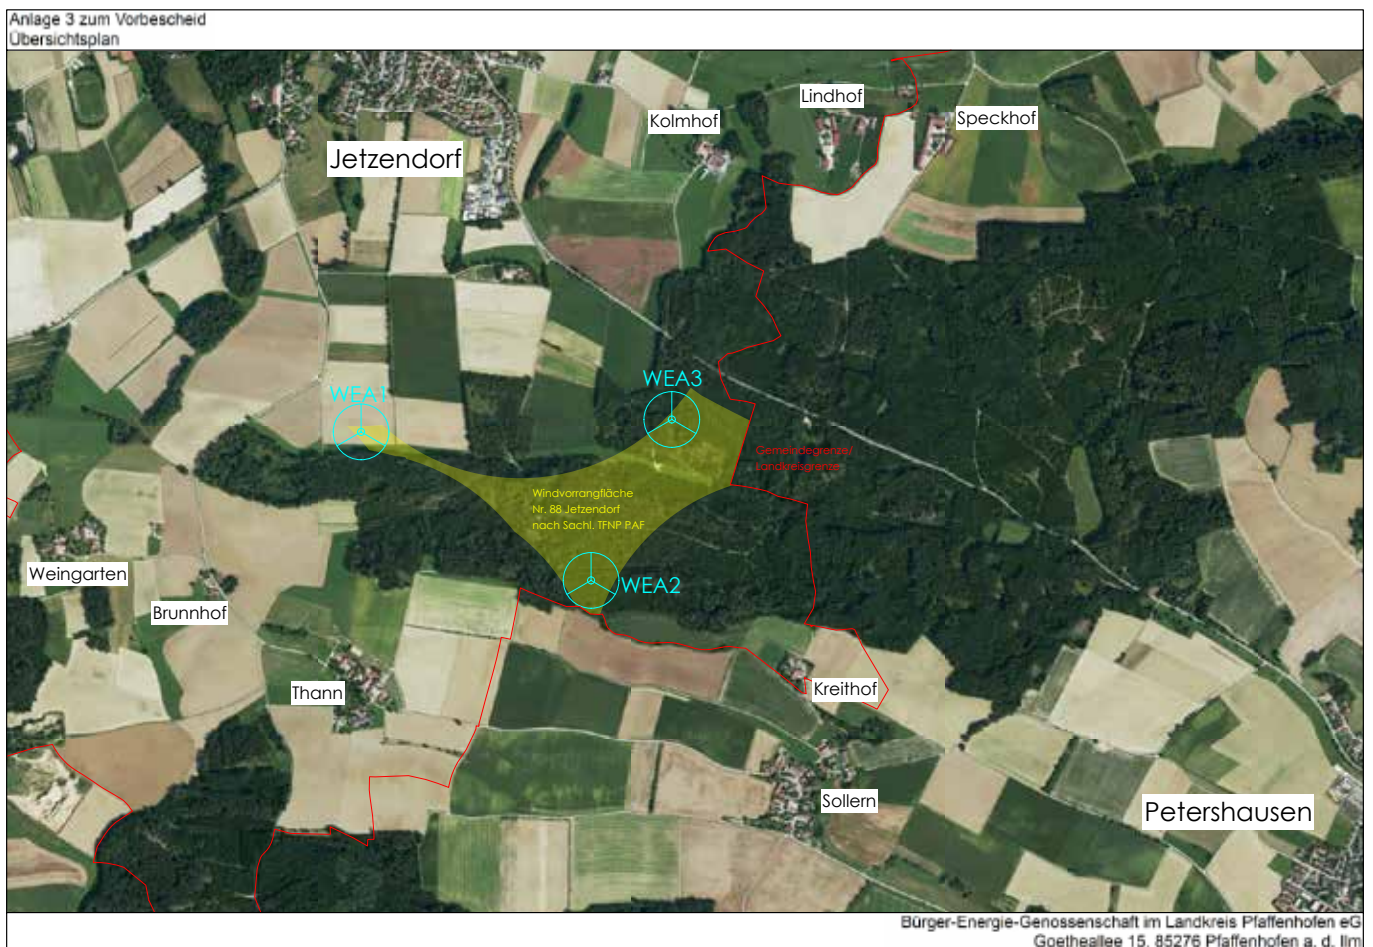 Anlage 3 zum Vorbescheid
Übersichtsplan
Lindhof
Kolmhof
Speckhof
Jetzendorf
WEA3
WEA1
Gemeindegrenze/
Landkreisgrenze
Windvorrangfläche
Nr. 88 Jetzendorf
nach Sachl. TFNP PAF
WEA2
Weingarten
Brunnhof
Thann
Kreithof
Sollern
Petershausen
Bürger-Energie-Genossenschaft im Landkreis Pfaffenhofen eG
Goetheallee 15, 85276 Pfaffenhofen a. d. Ilm